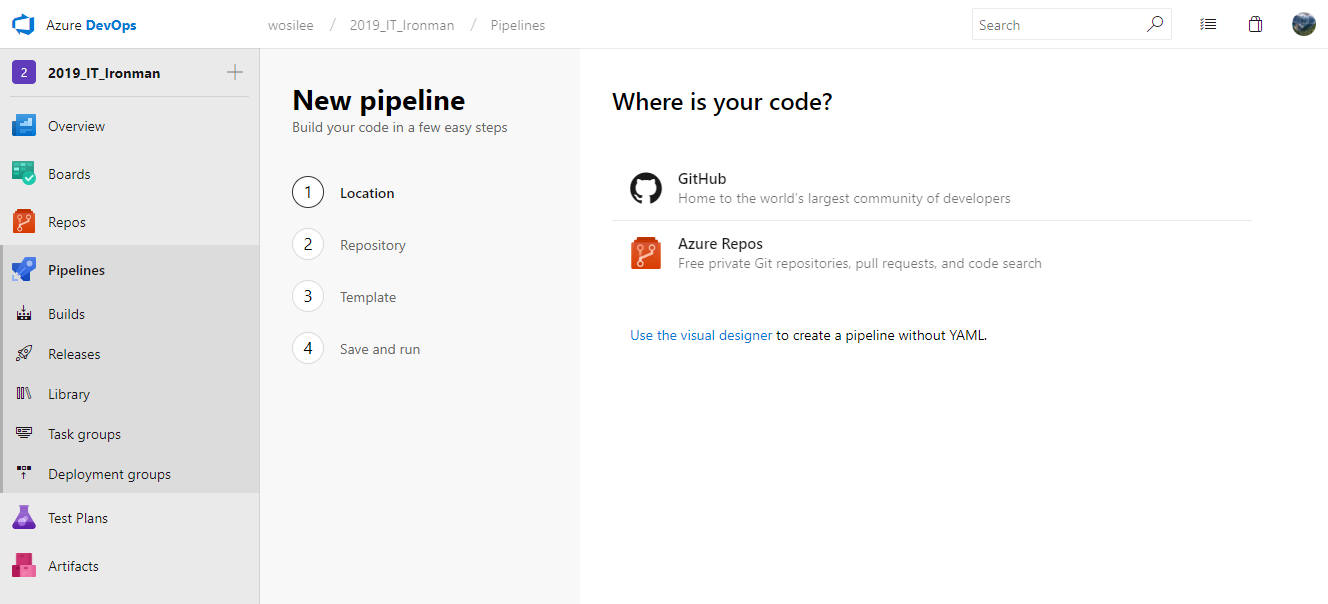 Azure DevOps
wosilee / 2019_IT_Ironman / Pipelines
Search
2 2019_IT_Ironman
Overview
Boards
Repos
Pipelines
Builds
Releases
Library
Task groups
Deployment groups
Test Plans
Artifacts
New pipeline
Build your code in a few easy steps
1 Location
2 Repository
3 Template
4 Save and run
Where is your code?
GitHub
Home to the world's largest community of developers
Azure Repos
Free private Git repositories, pull requests, and code search
Use the visual designer to create a pipeline without YAML.